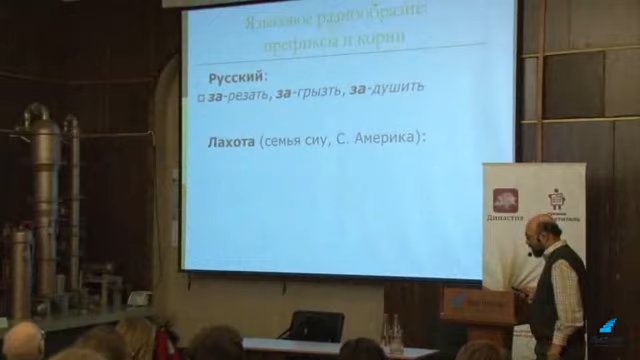 Языковое разнообразие:
префиксы и корни
Русский:
за-резать, за-грызть, за-душить
Лахота (семья сиу, С. Америка):
Династия